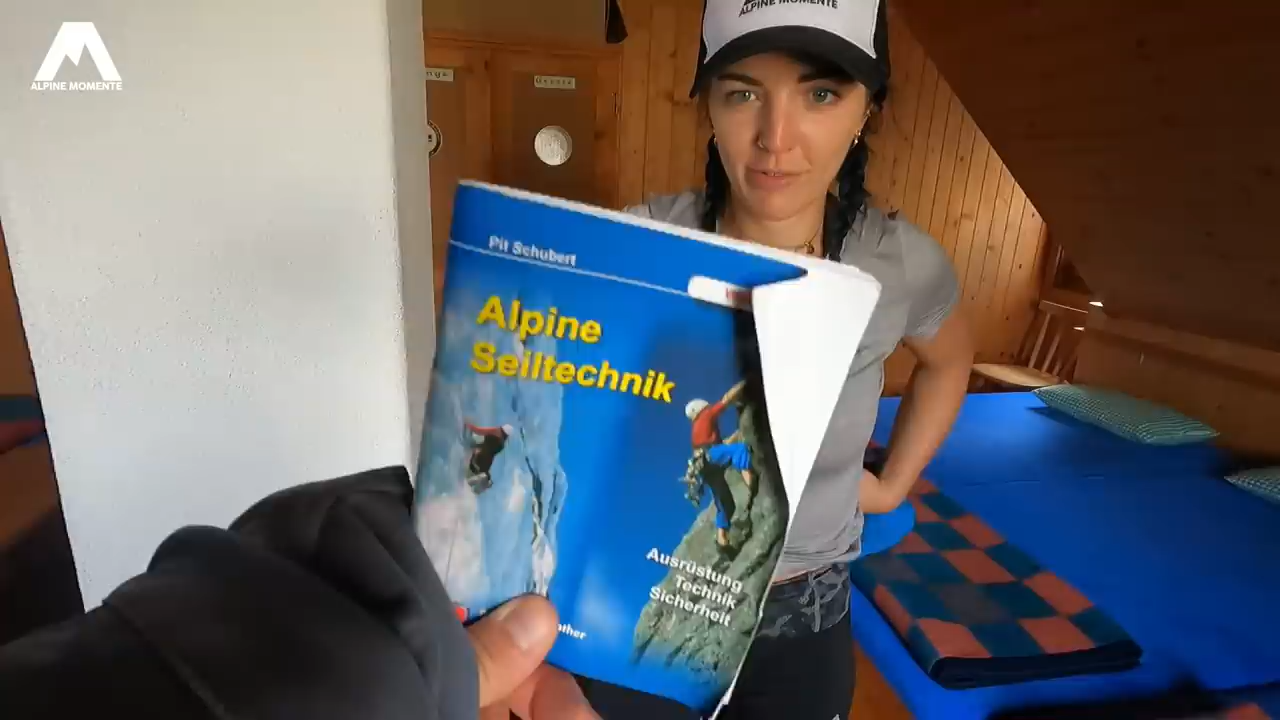 ALPINE MOMENTE
ALPINE MOMENTE
Pit Schubert
Alpine
Seiltechnik
Ausrüstung
Technik
Sicherheit